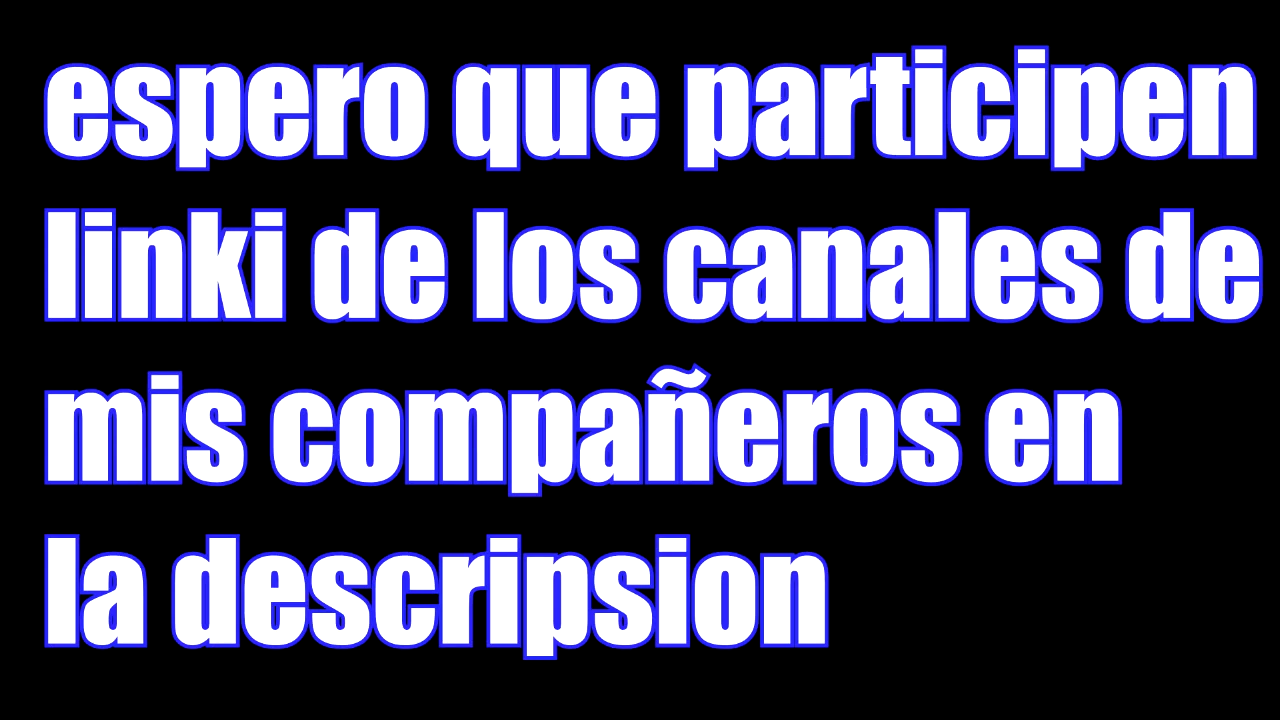 espero que participen
linki de los canales de
mis compañeros en
la descripsion